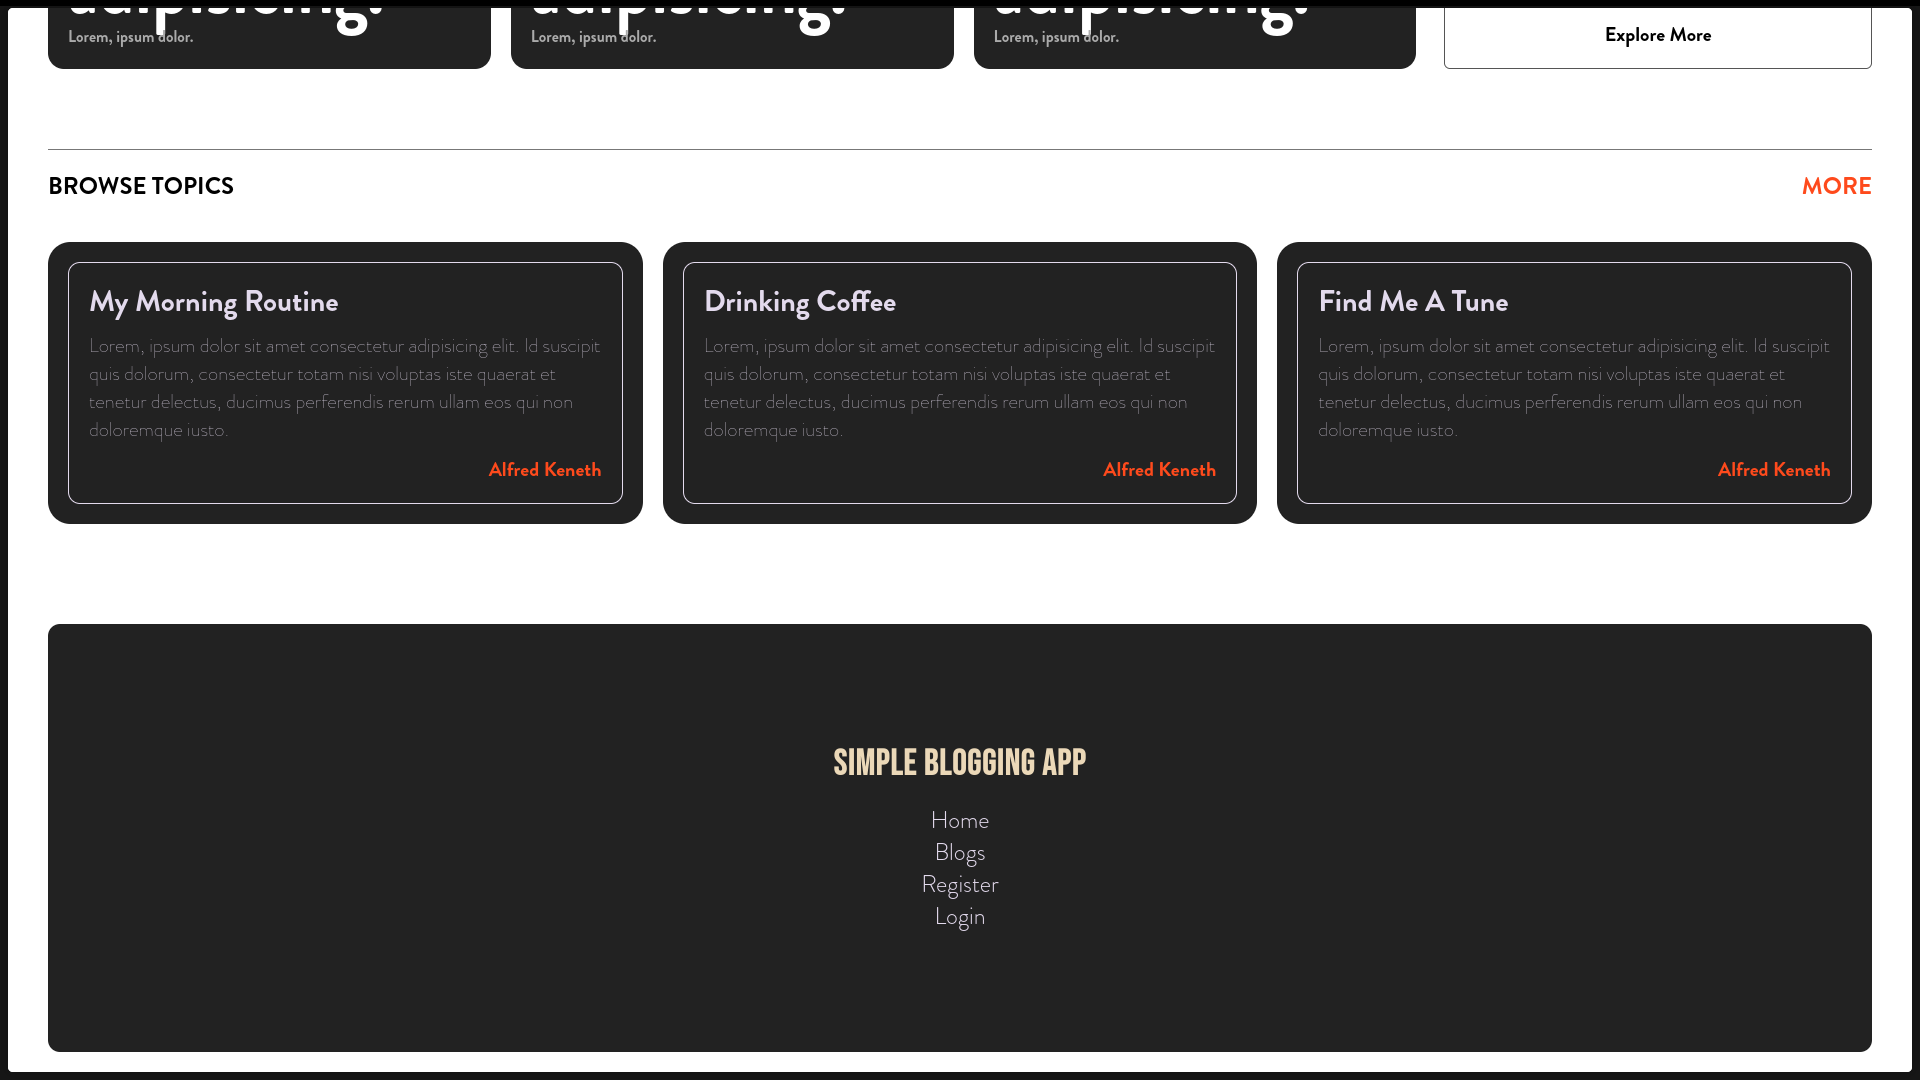 adipisicing. adipisicing. adipisicing.
Lorem, ipsum dolor. Lorem, ipsum dolor. Lorem, ipsum dolor. Explore More
BROWSE TOPICS MORE
My Morning Routine
Lorem, ipsum dolor sit amet consectetur adipisicing elit. Id suscipit
quis dolorum, consectetur totam nisi voluptas iste quaerat et
tenetur delectus, ducimus perferendis rerum ullam eos qui non
doloremque iusto.
Alfred Keneth
Drinking Coffee
Lorem, ipsum dolor sit amet consectetur adipisicing elit. Id suscipit
quis dolorum, consectetur totam nisi voluptas iste quaerat et
tenetur delectus, ducimus perferendis rerum ullam eos qui non
doloremque iusto.
Alfred Keneth
Find Me A Tune
Lorem, ipsum dolor sit amet consectetur adipisicing elit. Id suscipit
quis dolorum, consectetur totam nisi voluptas iste quaerat et
tenetur delectus, ducimus perferendis rerum ullam eos qui non
doloremque iusto.
Alfred Keneth
SIMPLE BLOGGING APP
Home
Blogs
Register
Login